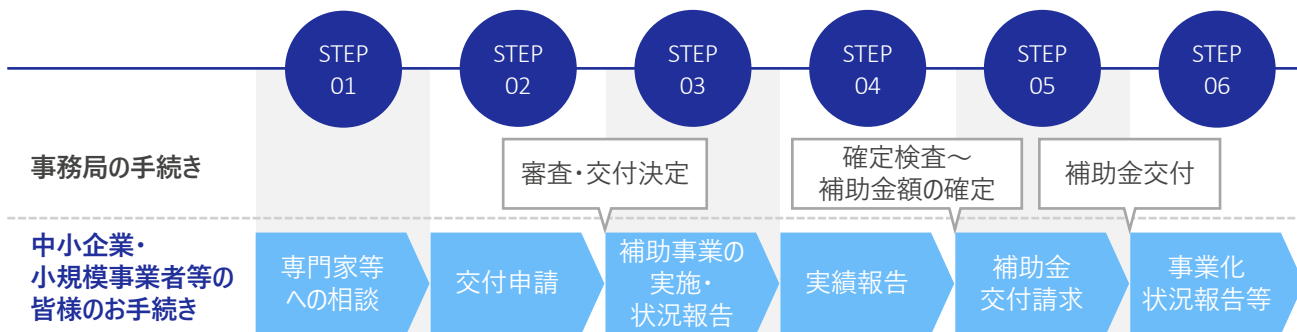 STEP
01
STEP
02
STEP
03
STEP
04
STEP
05
STEP
06
事務局の手続き
審査・交付決定
確定検査~
補助金額の確定
補助金交付
中小企業・
小規模事業者等の
皆様のお手続き
専門家等
への相談
交付申請
補助事業の
実施・
状況報告
実績報告
補助金
交付請求
事業化
状況報告等